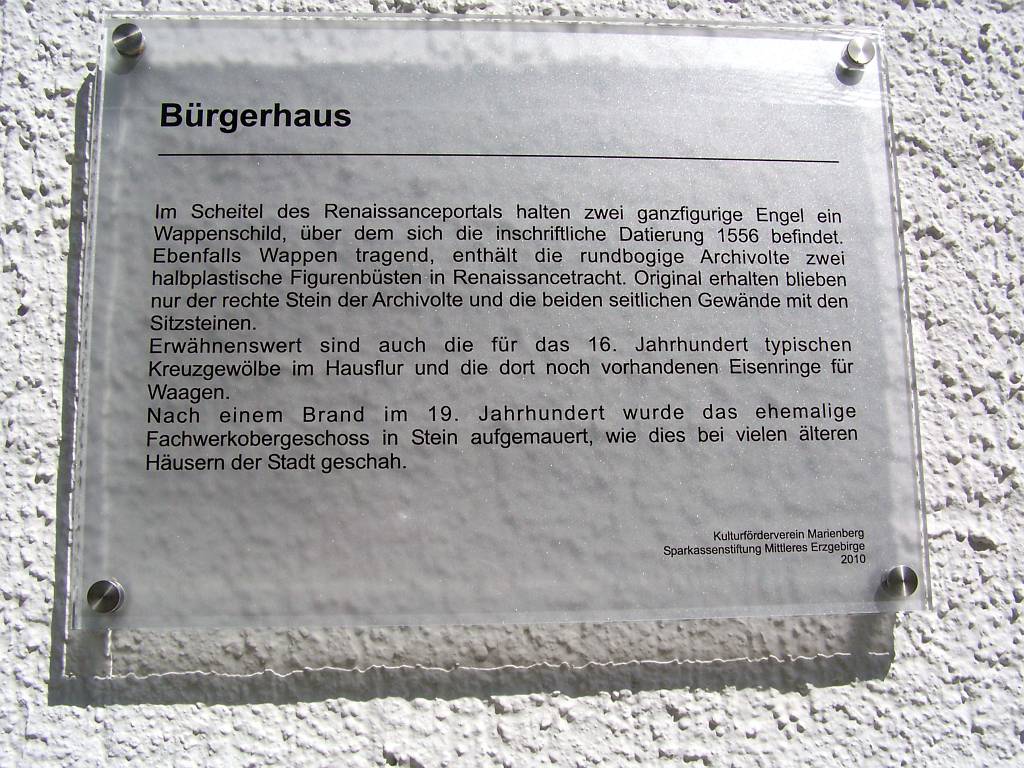 Bürgerhaus
Im Scheitel des Renaissanceportals halten zwei ganzfigurige Engel ein
Wappenschild, über dem sich die inschriftliche Datierung 1556 befindet.
Ebenfalls Wappen tragend, enthält die rundbogige Archivolte zwei
halbplastische Figurenbüsten in Renaissancetracht. Original erhalten blieben
nur der rechte Stein der Archivolte und die beiden seitlichen Gewände mit den
Sitzsteinen.
Erwähnenswert sind auch die für das 16. Jahrhundert typischen
Kreuzgewölbe im Hausflur und die dort noch vorhandenen Eisenringe für
Waagen.
Nach einem Brand im 19. Jahrhundert wurde das ehemalige
Fachwerkobergeschoss in Stein aufgemauert, wie dies bei vielen älteren
Häusern der Stadt geschah.
Kulturförderverein Marienberg
Sparkassenstiftung Mittleres Erzgebirge
2010